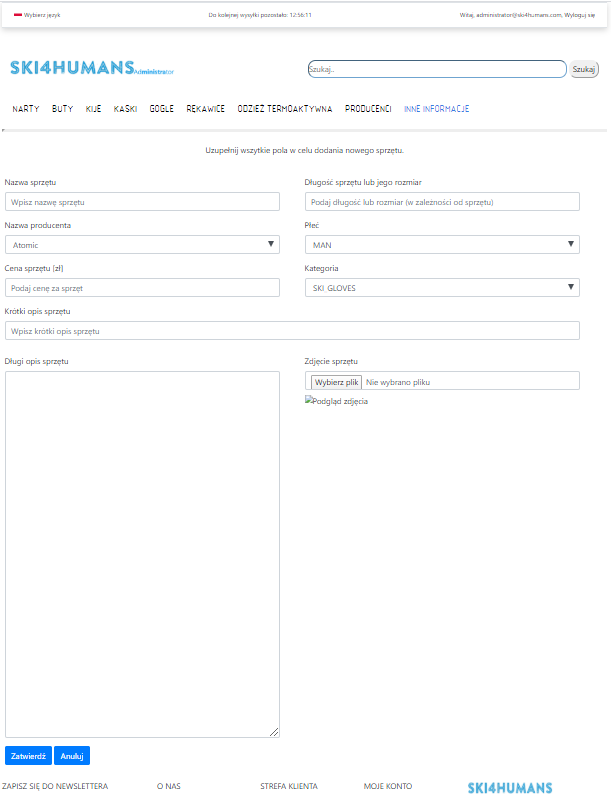 Wybierz język Do kolejnej wysyłki pozostało: 12:56:11 Witaj, administrator@ski4humans.com, Wyloguj się
SKI4HUMANS Administrator Szukaj.. Szukaj
NARTY BUTY KIJE KASKI GOGLE RĘKAWICE ODZIEŻ TERMOAKTYWNA PRODUCENCI INNE INFORMACJE
Uzupełnij wszytkie pola w celu dodania nowego sprzętu.
Nazwa sprzętu Długość sprzętu lub jego rozmiar
Wpisz nazwę sprzętu Podaj długość lub rozmiar (w zależności od sprzętu)
Nazwa producenta Płeć
Atomic MAN
Cena sprzętu [zł] Kategoria
Podaj cenę za sprzęt SKI_GLOVES
Krótki opis sprzętu
Wpisz krótki opis sprzętu
Długi opis sprzętu Zdjęcie sprzętu
Wybierz plik Nie wybrano pliku
Podgląd zdjęcia
Zatwierdź Anuluj
ZAPISZ SIĘ DO NEWSLETTERA O NAS STREFA KLIENTA MOJE KONTO SKI4HUMANS